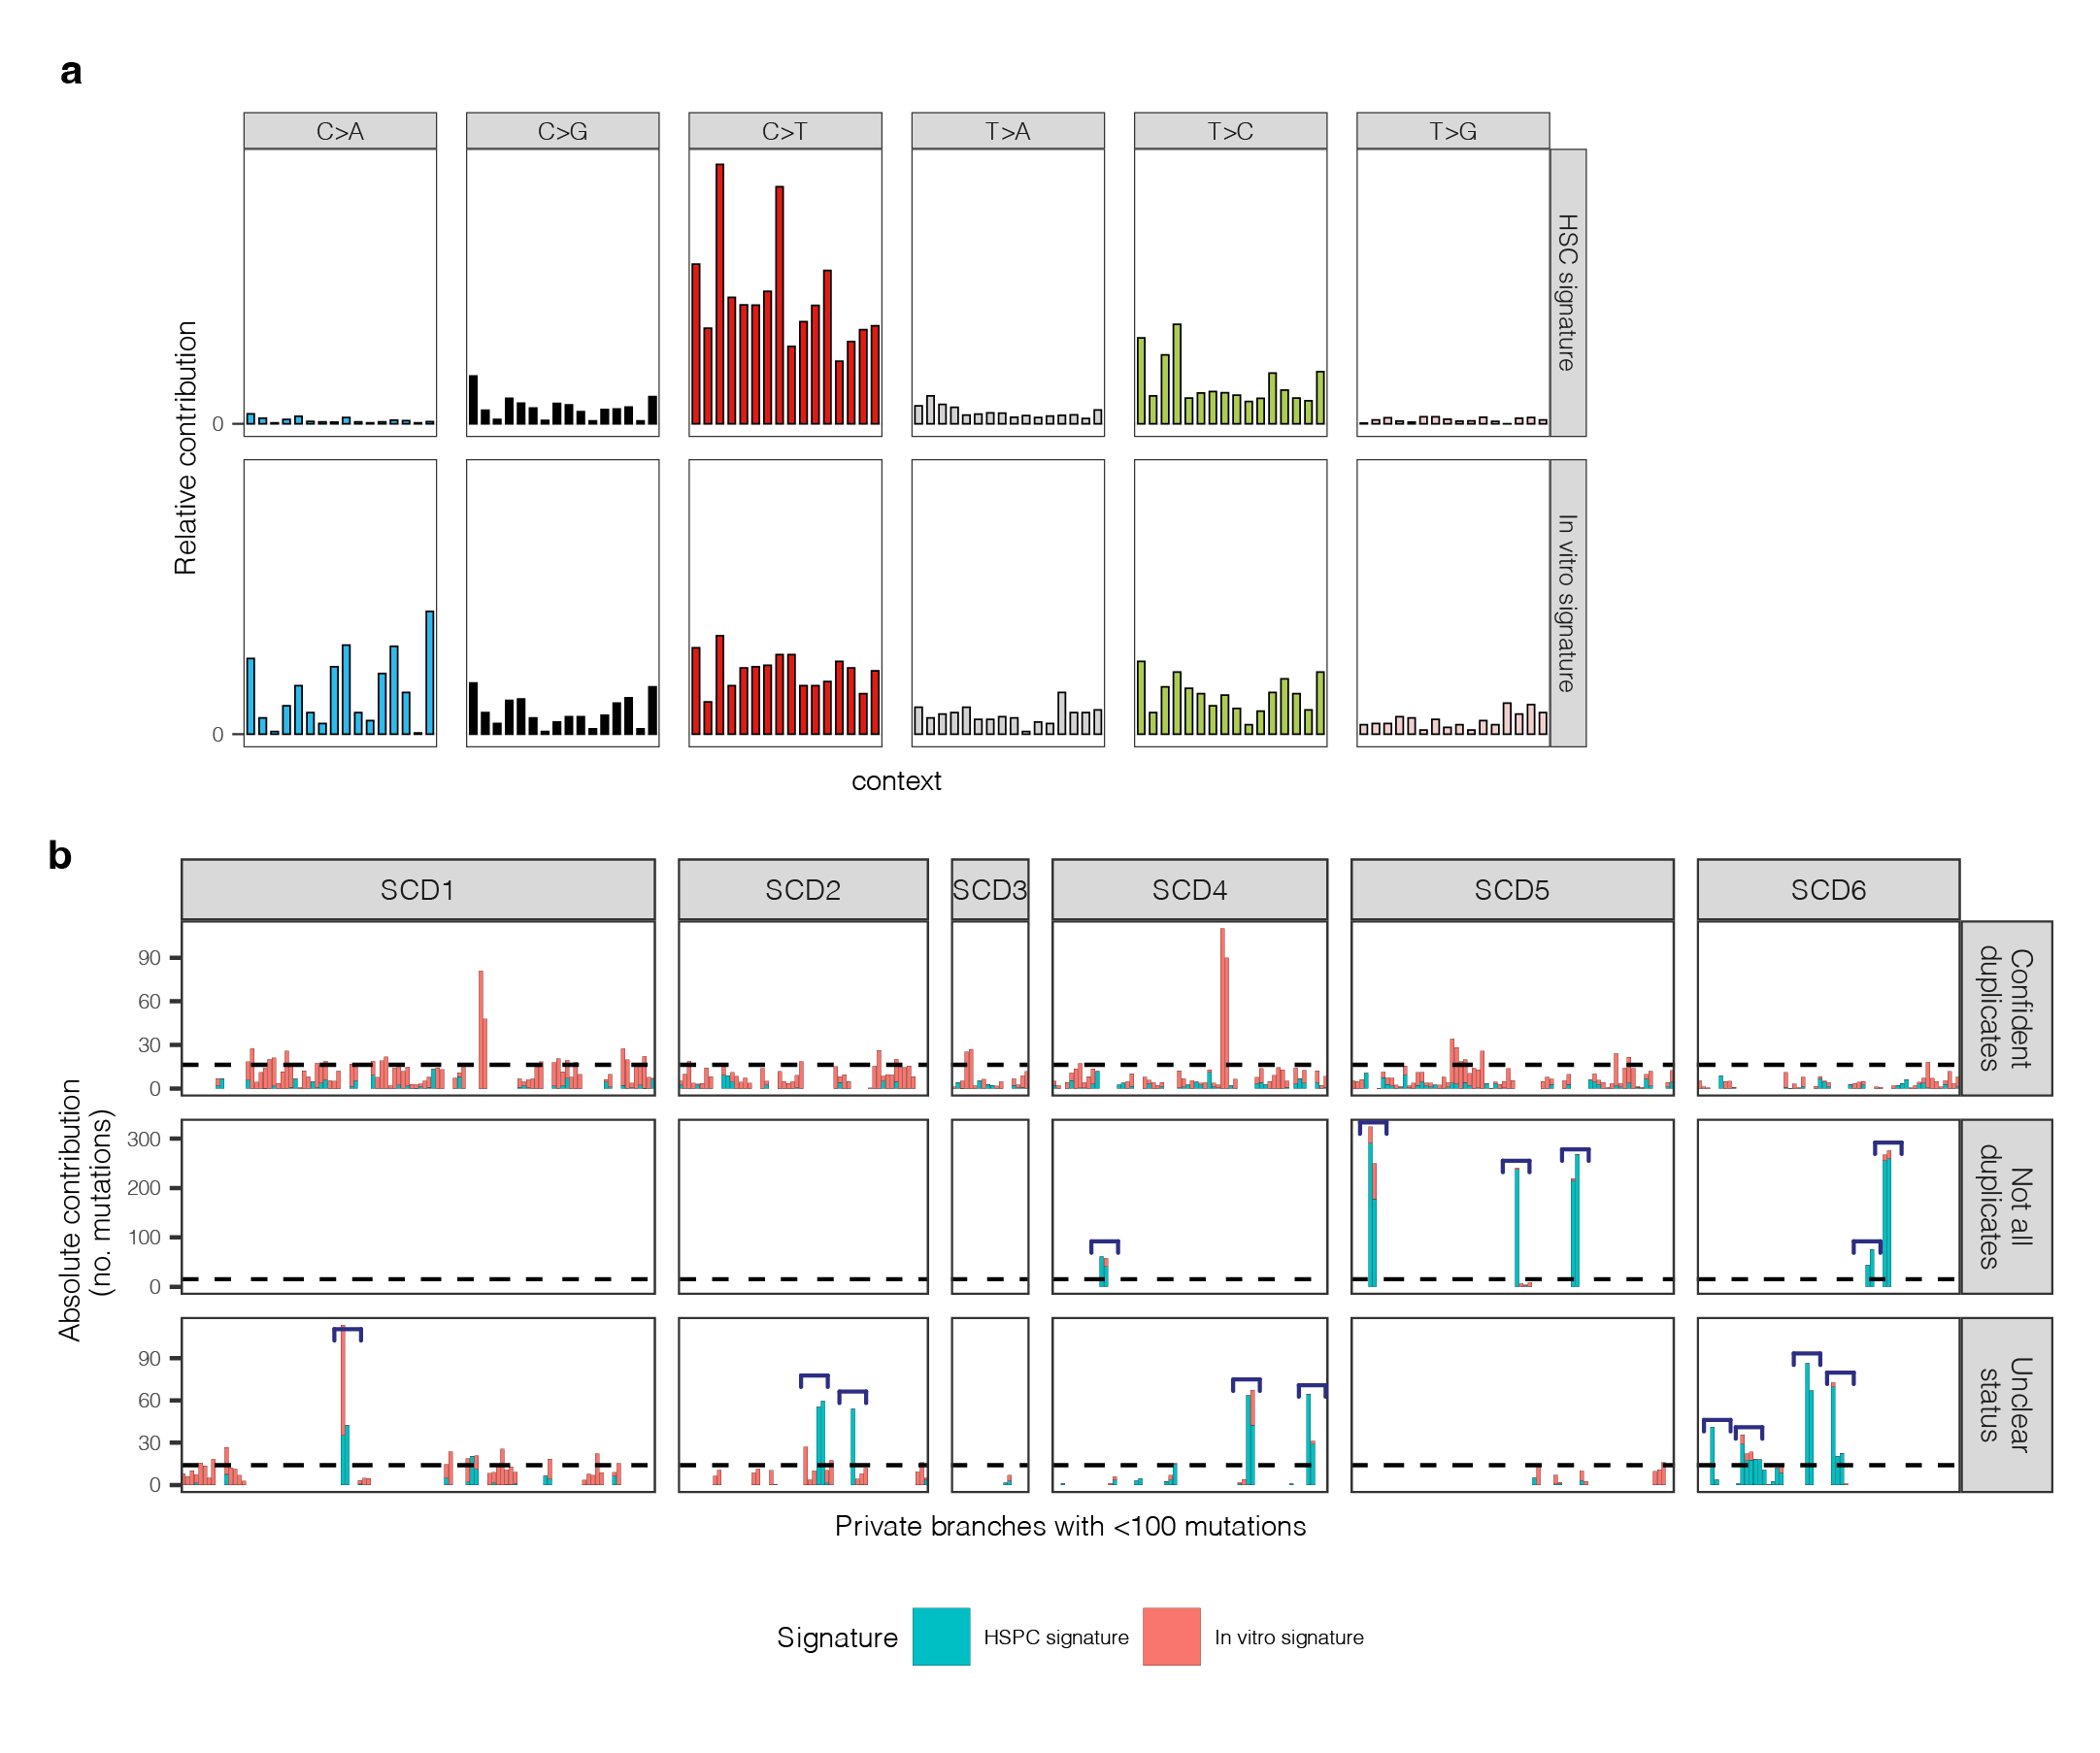 a
C>A
C>G
C>T
T>A
T>C
T>G
Relative contribution
0
HSC signature
0
In vitro signature
context
b
SCD1
SCD2
SCD3
SCD4
SCD5
SCD6
Absolute contribution
(no. mutations)
90
60
30
0
Confident
duplicates
300
200
100
0
Not all
duplicates
90
60
30
0
Unclear
status
Private branches with <100 mutations
Signature
HSPC signature
In vitro signature